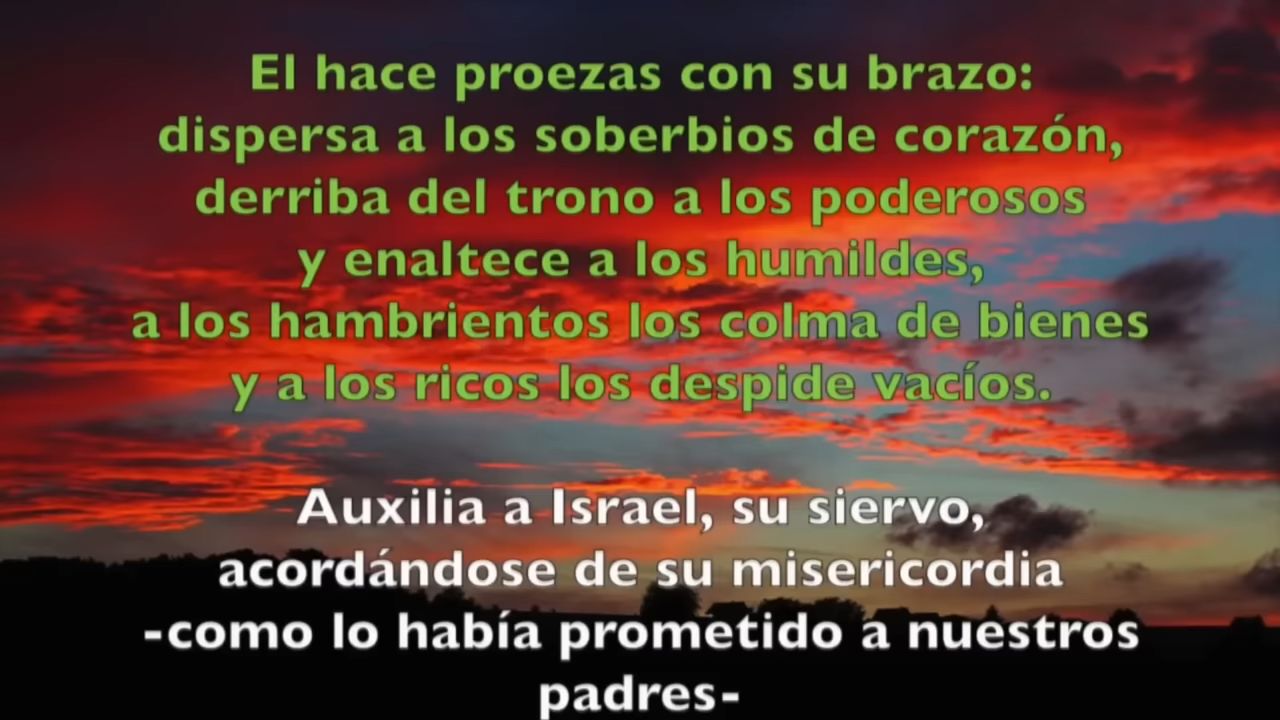 El hace proezas con su brazo:
dispersa a los soberbios de corazón,
derriba del trono a los poderosos
y enaltece a los humildes,
a los hambrientos los colma de bienes
y a los ricos los despide vacíos.
Auxilia a Israel, su siervo,
acordándose de su misericordia
-como lo había prometido a nuestros
padres-